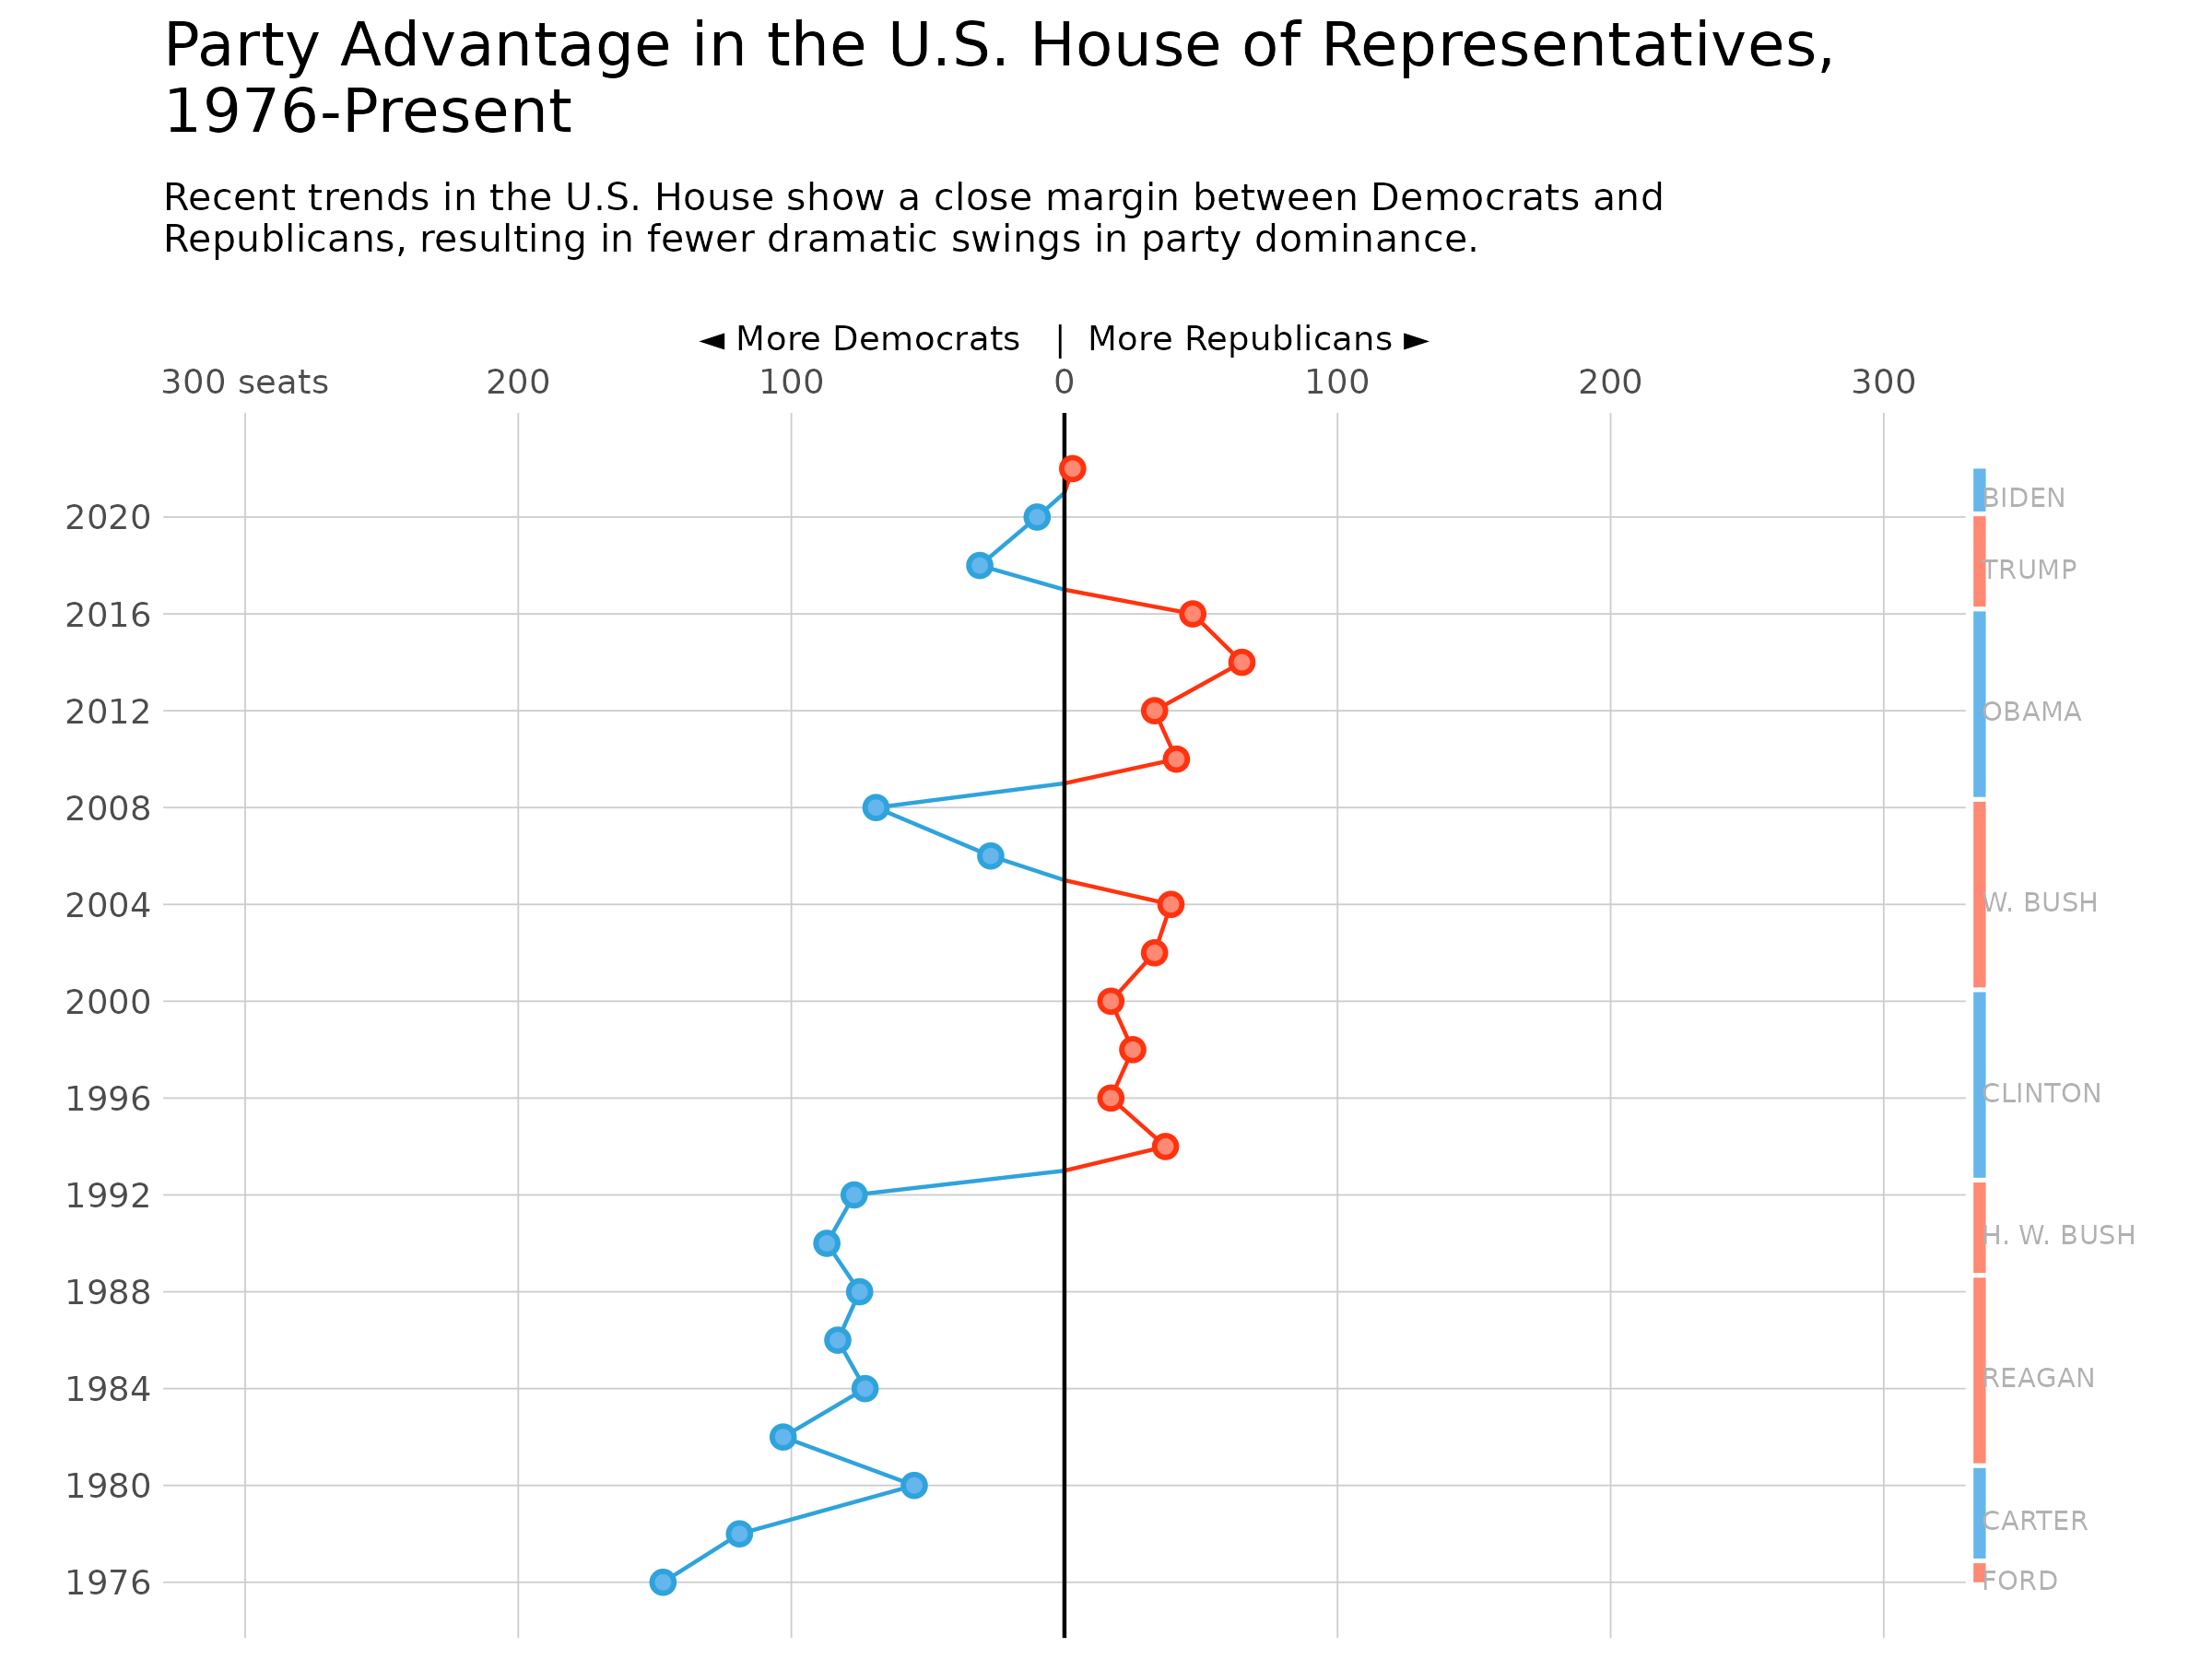 Party Advantage in the U.S. House of Representatives,
1976-Present
Recent trends in the U.S. House show a close margin between Democrats and
Republicans, resulting in fewer dramatic swings in party dominance.
◄ More Democrats | More Republicans ►
300 seats 200 100 0 100 200 300
BIDEN
2020
TRUMP
2016
2012 OBAMA
2008
2004 W. BUSH
2000
1996 CLINTON
1992
H. W. BUSH
1988
1984 REAGAN
1980
CARTER
1976 FORD